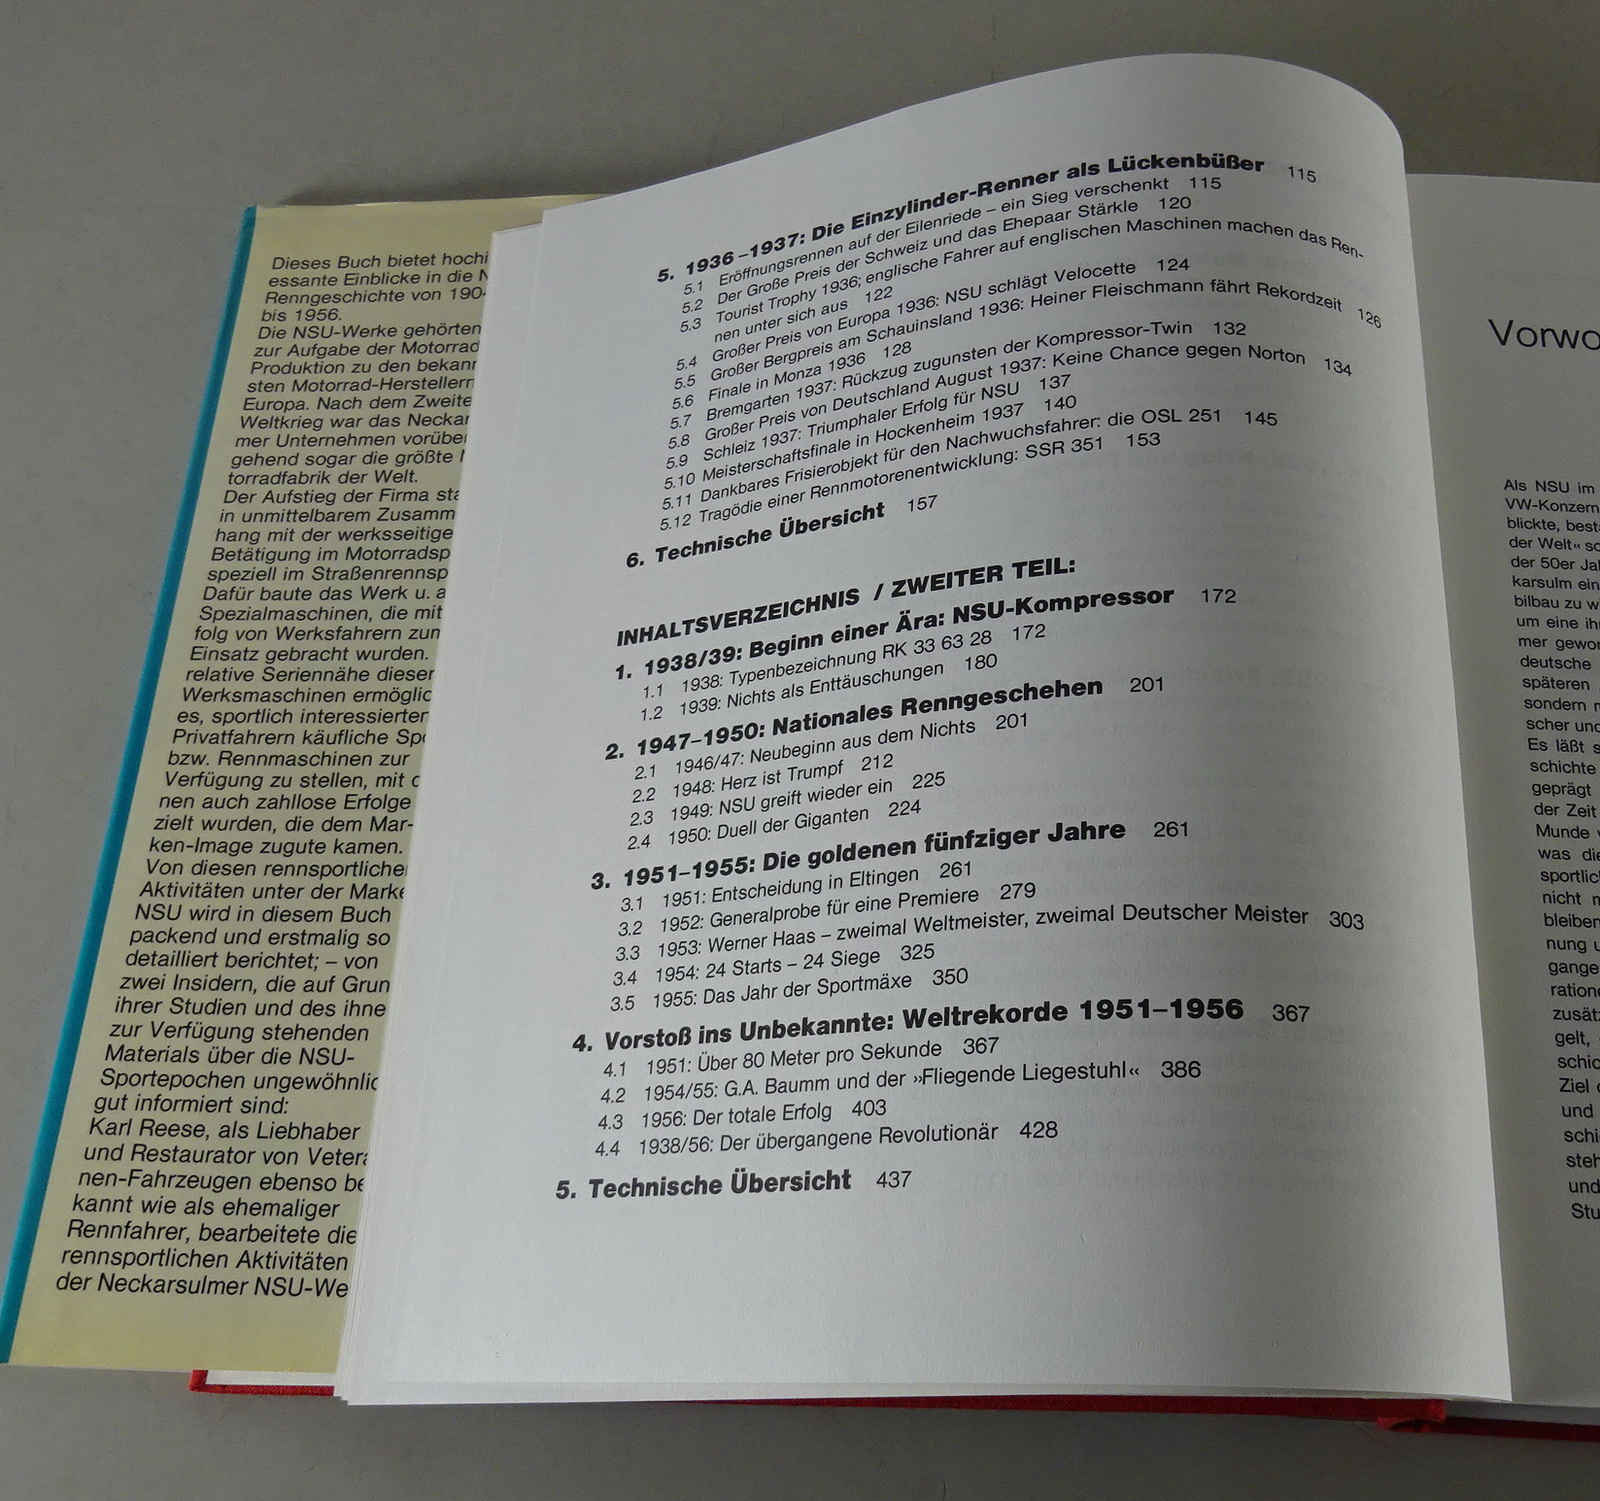 Dieses Buch bietet hochi
essante Einblicke in die N
Renngeschichte von 190
bis 1956.
Die NSU-Werke gehörten
zur Aufgabe der Motorrad
Produktion zu den bekan
sten Motorrad-Herstellern
Europa. Nach dem Zweite
Weltkrieg war das Neckar
mer Unternehmen vorüber
gehend sogar die größte
torradfabrik der Welt.
Der Aufstieg der Firma sta
in unmittelbarem Zusamm
hang mit der werksseitige
Betätigung im Motorradsp
speziell im Straßenrennsp
Dafür baute das Werk u. a
Spezialmaschinen, die mit
folg von Werksfahrern zum
Einsatz gebracht wurden.
relative Seriennähe dieser
Werksmaschinen ermöglic
es, sportlich interessierten
Privatfahrern käufliche Spo
bzw. Rennmaschinen zur
Verfügung zu stellen, mit d
nen auch zahllose Erfolge
zielt wurden, die dem Mar-
ken-Image zugute kamen.
Von diesen rennsportlichen
Aktivitäten unter der Marke
NSU wird in diesem Buch
packend und erstmalig so
detailliert berichtet; – von
zwei Insidern, die auf Grun
ihrer Studien und des ihne
zur Verfügung stehenden
Materials über die NSU-
Sportepochen ungewöhnlic
gut informiert sind:
Karl Reese, als Liebhaber
und Restaurator von Vetera
nen-Fahrzeugen ebenso be
kannt wie als ehemaliger
Rennfahrer, bearbeitete die
rennsportlichen Aktivitäten
der Neckarsulmer NSU-We
5. 1936–1937: Die Einzylinder-Renner als Lückenbüßer 115
5.1 Eröffnungsrennen auf der Eilenriede – ein Sieg verschenkt 115
5.2 Der Große Preis der Schweiz und das Ehepaar Stärkle 120
5.3 Tourist Trophy 1936; englische Fahrer auf englischen Maschinen machen das Ren-
nen unter sich aus 122
5.4 Großer Preis von Europa 1936: NSU schlägt Velocette 124
5.5 Großer Bergpreis am Schauinsland 1936: Heiner Fleischmann fährt Rekordzeit 126
5.6 Finale in Monza 1936 128
5.7 Bremgarten 1937: Rückzug zugunsten der Kompressor-Twin 132
5.8 Großer Preis von Deutschland August 1937: Keine Chance gegen Norton 134
5.9 Schleiz 1937: Triumphaler Erfolg für NSU 137
5.10 Meisterschaftsfinale in Hockenheim 1937 140
5.11 Dankbares Frisierobjekt für den Nachwuchsfahrer: die OSL 251 145
5.12 Tragödie einer Rennmotorenentwicklung: SSR 351 153
6. Technische Übersicht 157
INHALTSVERZEICHNIS / ZWEITER TEIL:
1. 1938/39: Beginn einer Ära: NSU-Kompressor 172
1.1 1938: Typenbezeichnung RK 33 63 28 172
1.2 1939: Nichts als Enttäuschungen 180
2. 1947–1950: Nationales Renngeschehen 201
2.1 1946/47: Neubeginn aus dem Nichts 201
2.2 1948: Herz ist Trumpf 212
2.3 1949: NSU greift wieder ein 225
2.4 1950: Duell der Giganten 224
3. 1951–1955: Die goldenen fünfziger Jahre 261
3.1 1951: Entscheidung in Eltingen 261
3.2 1952: Generalprobe für eine Premiere 279
3.3 1953: Werner Haas – zweimal Weltmeister, zweimal Deutscher Meister 303
3.4 1954: 24 Starts – 24 Siege 325
3.5 1955: Das Jahr der Sportmäxe 350
4. Vorstoß ins Unbekannte: Weltrekorde 1951–1956 367
4.1 1951: Über 80 Meter pro Sekunde 367
4.2 1954/55: G.A. Baumm und der »Fliegende Liegestuhl« 386
4.3 1956: Der totale Erfolg 403
4.4 1938/56: Der übergangene Revolutionär 428
5. Technische Übersicht 437
Vorwo
Als NSU im
VW-Konzern
blickte, best
der Welt« sc
der 50er Jah
karsulm ein
bilbau zu w
um eine ih
mer gewor
deutsche
späteren
sondern n
scher und
Es läßt s
schichte
geprägt
der Zeit
Munde
was die
sportlic
nicht
bleiben
nung u
gange
ration
zusät
gelt,
schic
Ziel
und
schi
steh
und
Stu